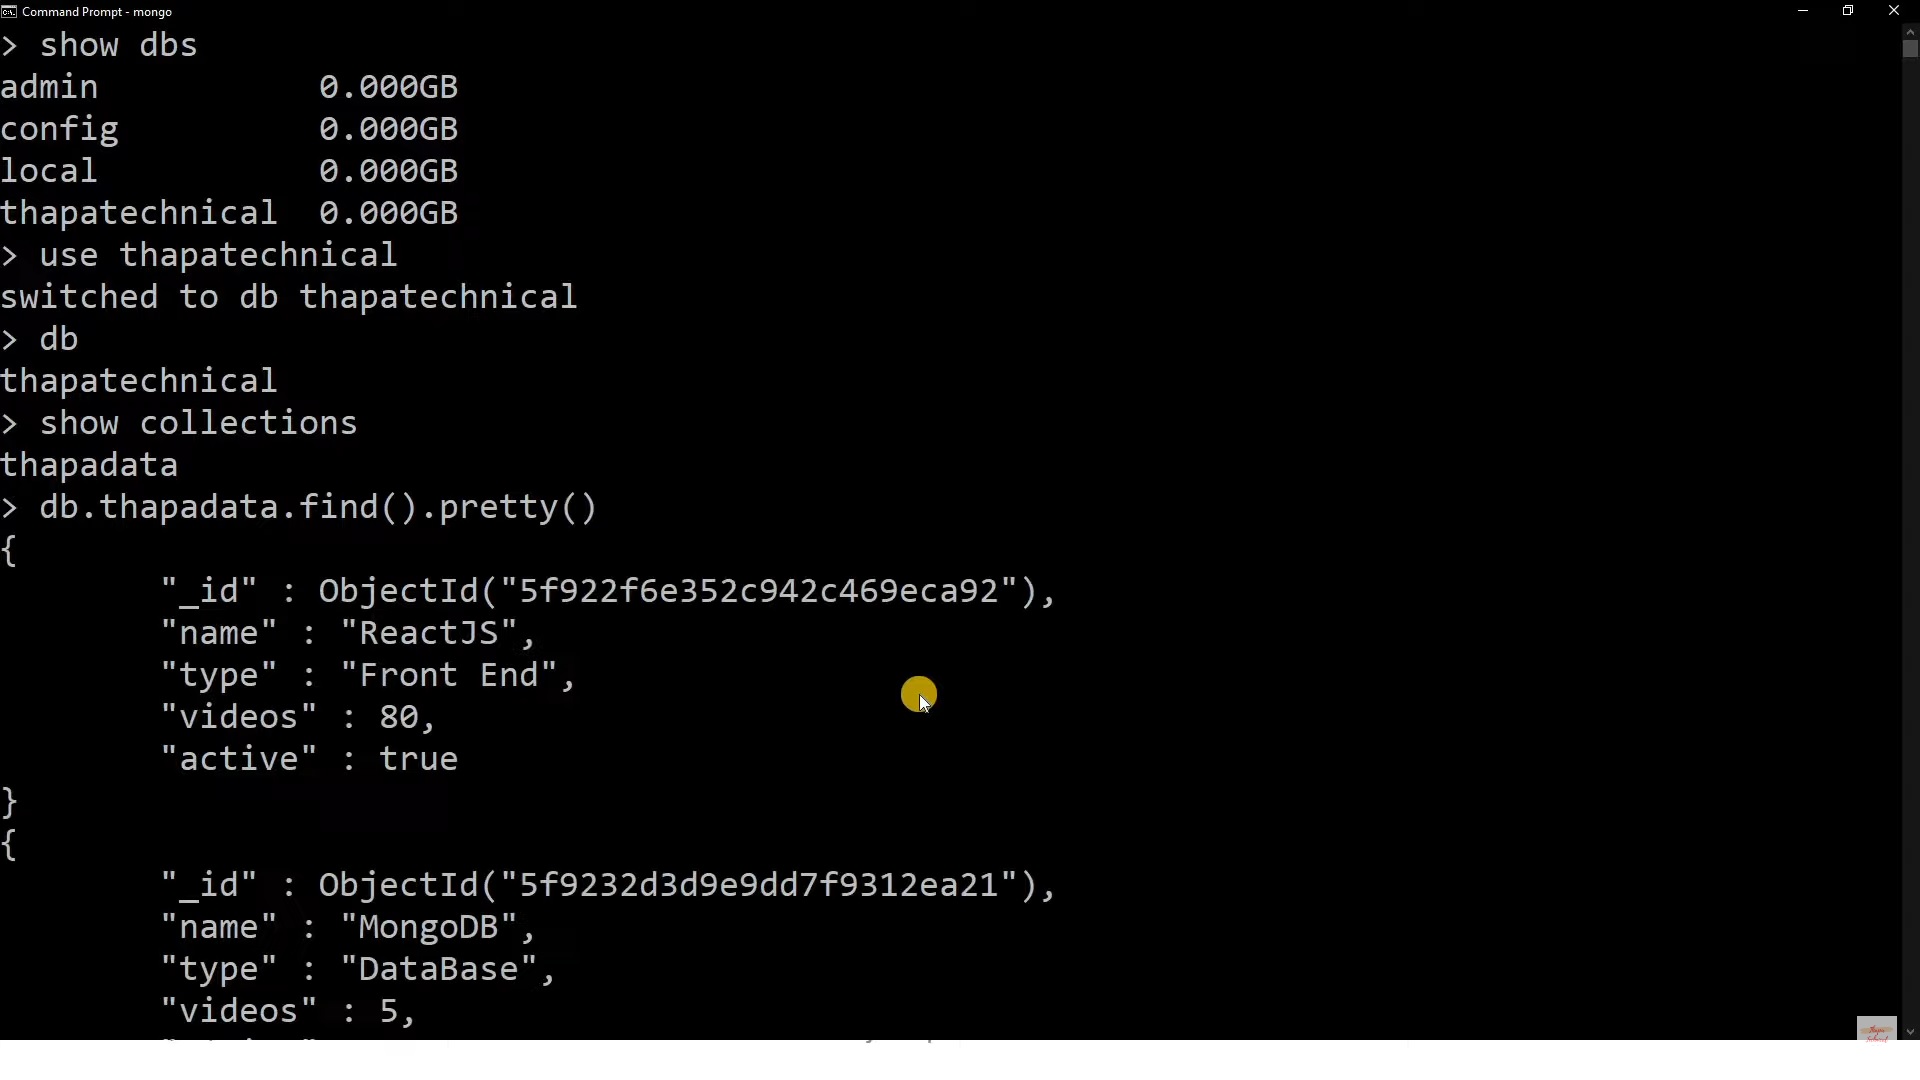 Command Prompt - mongo
> show dbs
admin 0.000GB
config 0.000GB
local 0.000GB
thapatechnical 0.000GB
> use thapatechnical
switched to db thapatechnical
> db
thapatechnical
> show collections
thapadata
> db.thapadata.find().pretty()
{
"_id" : ObjectId("5f922f6e352c942c469eca92"),
"name" : "ReactJS",
"type" : "Front End",
"videos" : 80,
"active" : true
}
{
"_id" : ObjectId("5f9232d3d9e9dd7f9312ea21"),
"name" : "MongoDB",
"type" : "DataBase",
"videos" : 5,